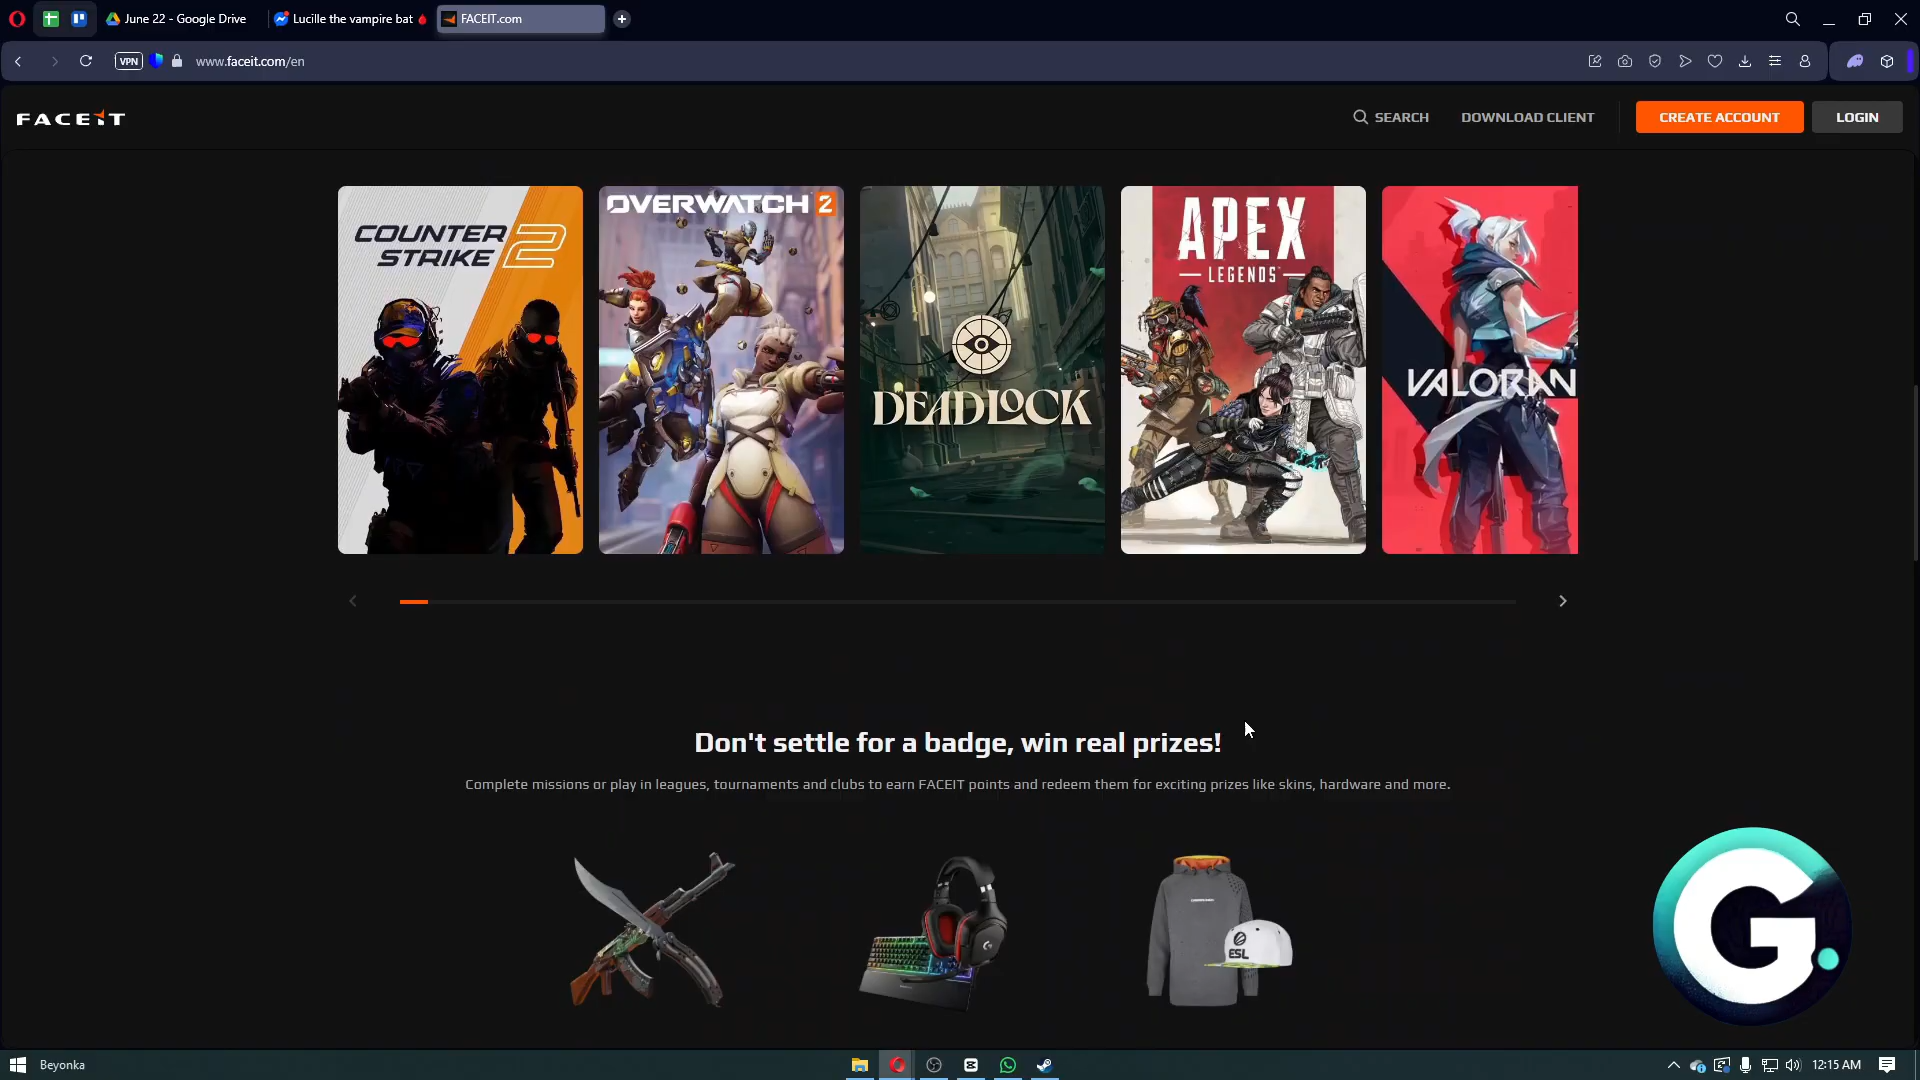 June 22 - Google Drive
Lucille the vampire bat
FACEIT.com
VPN
www.faceit.com/en
FACEIT
SEARCH
DOWNLOAD CLIENT
CREATE ACCOUNT
LOGIN
COUNTER
STRIKE 2
OVERWATCH 2
DEADLOCK
APEX
LEGENDS
VALORAN
Don't settle for a badge, win real prizes!
Complete missions or play in leagues, tournaments and clubs to earn FACEIT points and redeem them for exciting prizes like skins, hardware and more.
ESL
G.
Beyonka
12:15 AM